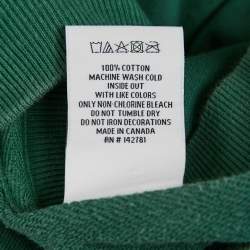 100% COTTON
MACHINE WASH COLD
INSIDE OUT
WITH LIKE COLORS
ONLY NON-CHLORINE BLEACH
DO NOT TUMBLE DRY
DO NOT IRON DECORATIONS
MADE IN CANADA
RN # 142781